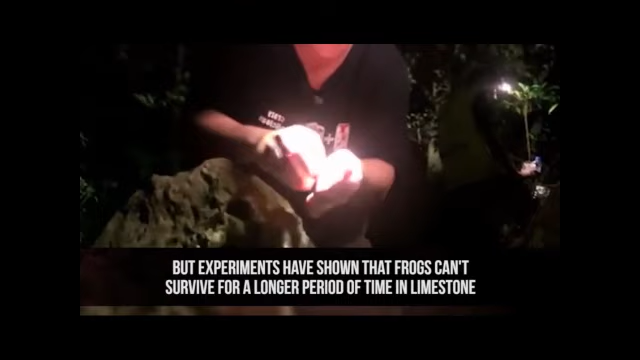 BUT EXPERIMENTS HAVE SHOWN THAT FROGS CAN'T
SURVIVE FOR A LONGER PERIOD OF TIME IN LIMESTONE